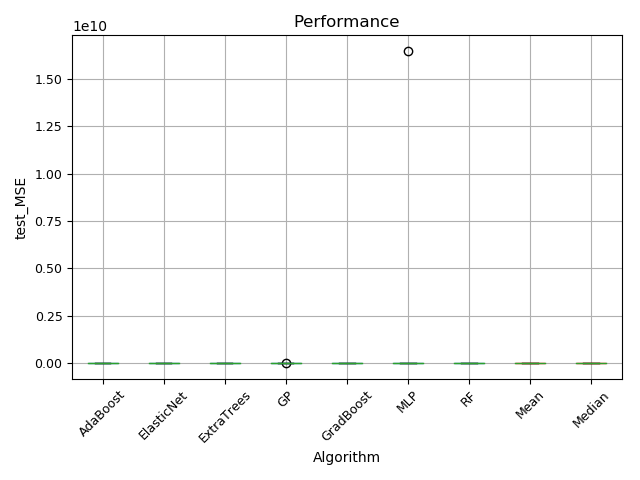 Performance
1e10
1.50
1.25
1.00
0.75
0.50
0.25
0.00
test_MSE
AdaBoost
ElasticNet
ExtraTrees
GP
GradBoost
MLP
RF
Mean
Median
Algorithm